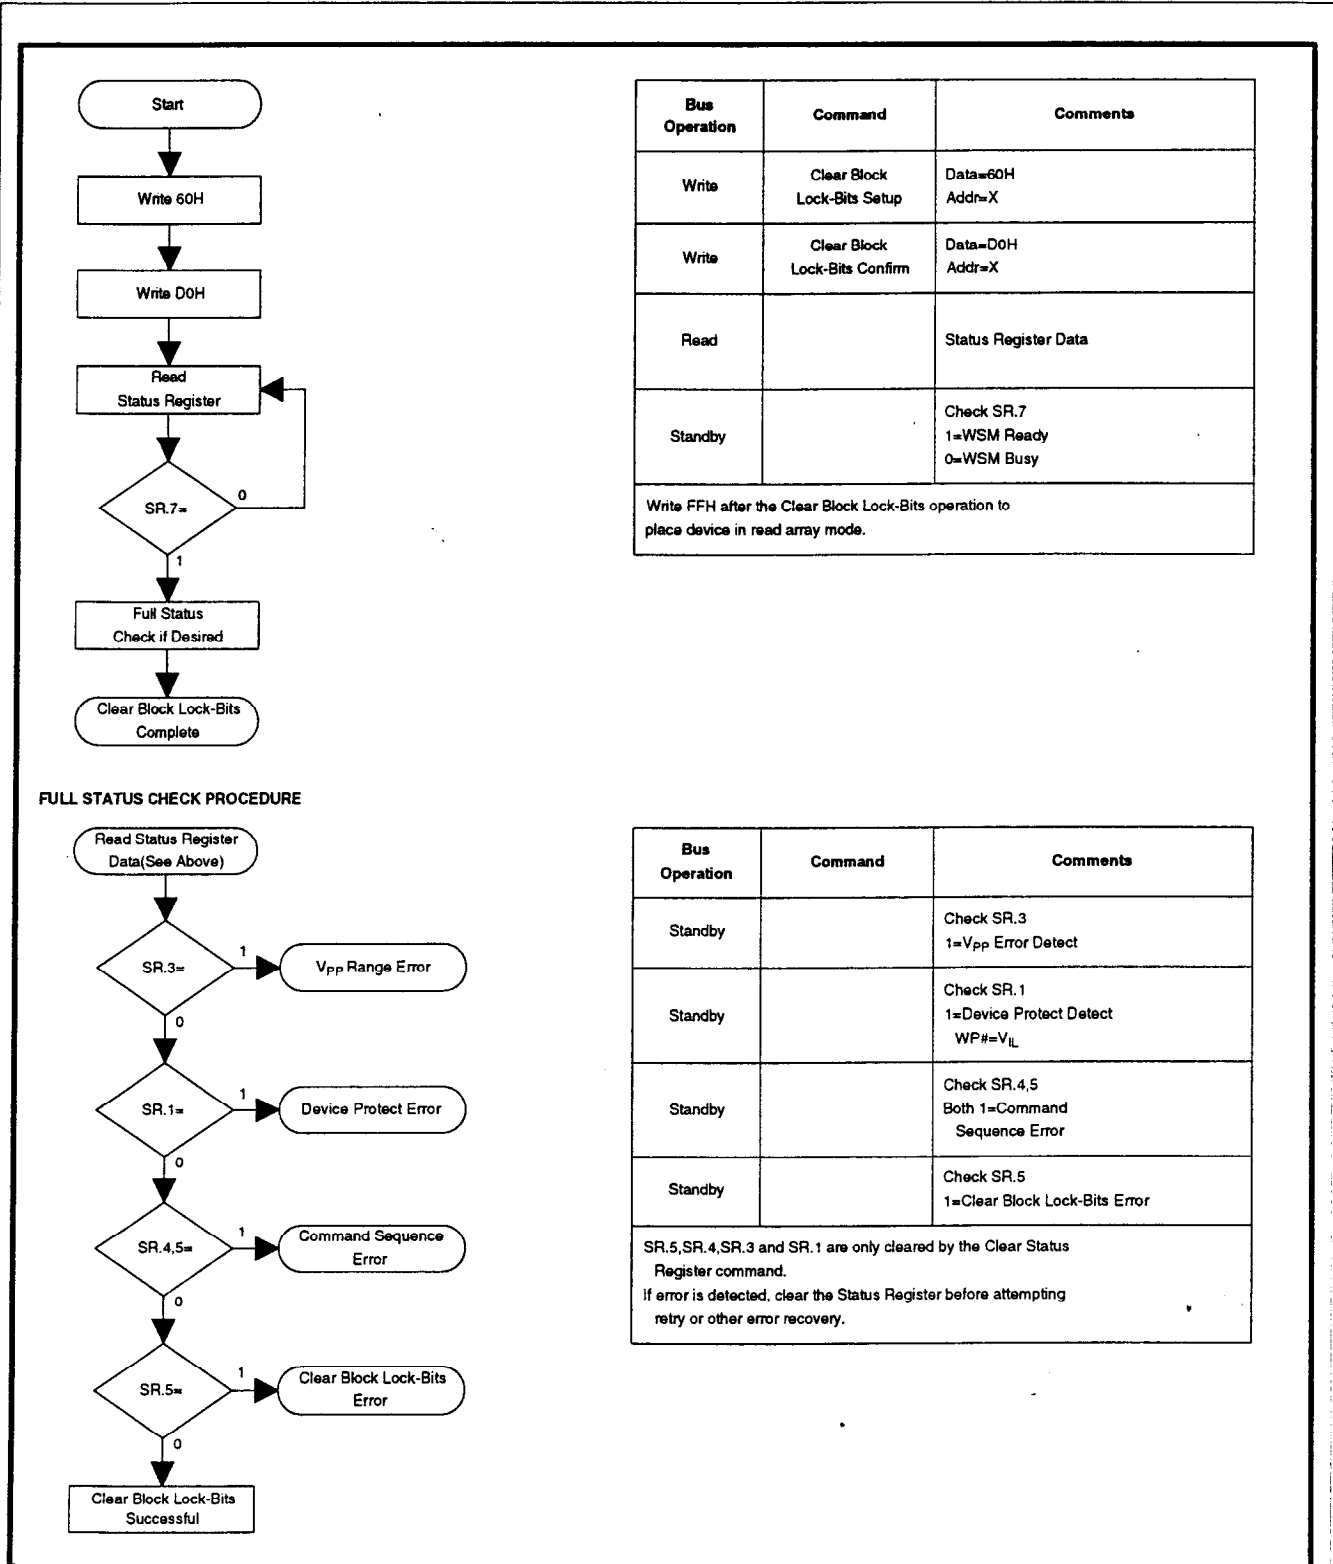 Start
Write 60H
Write D0H
Read
Status Register
SR.7=
0
1
Full Status
Check if Desired
Clear Block Lock-Bits
Complete
Bus
Operation
Command
Comments
Write
Clear Block
Lock-Bits Setup
Data=60H
Addr=X
Write
Clear Block
Lock-Bits Confirm
Data=D0H
Addr=X
Read
Status Register Data
Standby
Check SR.7
1=WSM Ready
0=WSM Busy
Write FFH after the Clear Block Lock-Bits operation to
place device in read array mode.
FULL STATUS CHECK PROCEDURE
Read Status Register
Data(See Above)
SR.3=
1
VPP Range Error
0
SR.1=
1
Device Protect Error
0
SR.4,5=
1
Command Sequence
Error
0
SR.5=
1
Clear Block Lock-Bits
Error
0
Clear Block Lock-Bits
Successful
Bus
Operation
Command
Comments
Standby
Check SR.3
1=VPP Error Detect
Standby
Check SR.1
1=Device Protect Detect
WP#=VIL
Standby
Check SR.4,5
Both 1=Command
Sequence Error
Standby
Check SR.5
1=Clear Block Lock-Bits Error
SR.5,SR.4,SR.3 and SR.1 are only cleared by the Clear Status
Register command.
If error is detected, clear the Status Register before attempting
retry or other error recovery.